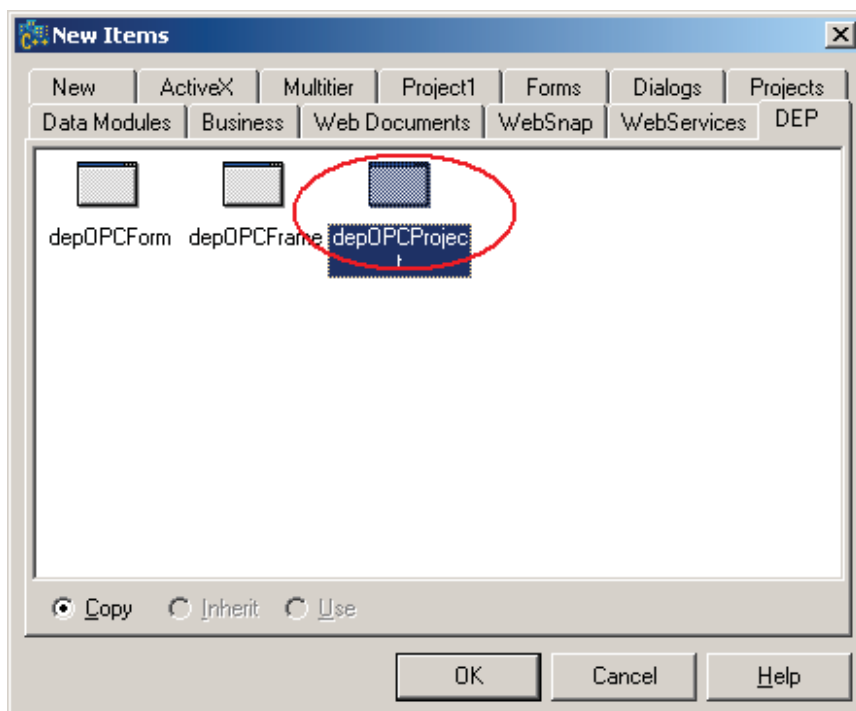 New Items
New ActiveX Multitier Project1 Forms Dialogs Projects
Data Modules Business Web Documents WebSnap WebServices DEP
depOPCForm depOPCFrame depOPCProjec
t
Copy Inherit Use
OK Cancel Help